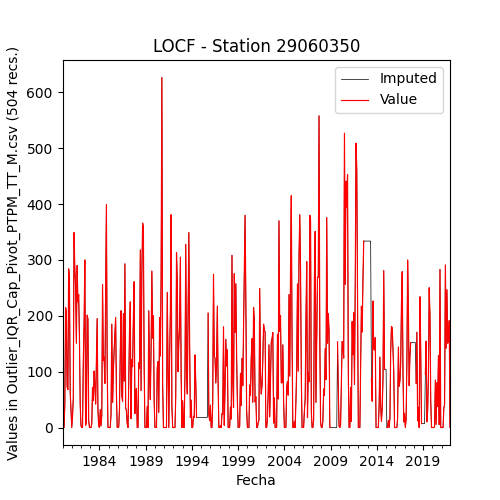 LOCF - Station 29060350
Imputed
Value
Values in Outlier_IQR_Cap_Pivot_PTPM_TT_M.csv (504 recs.)
600
500
400
300
200
100
0
1984 1989 1994 1999 2004 2009 2014 2019
Fecha